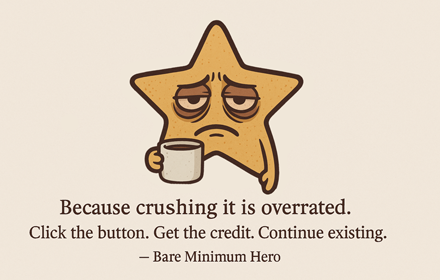 Because crushing it is overrated.
Click the button. Get the credit. Continue existing.
— Bare Minimum Hero